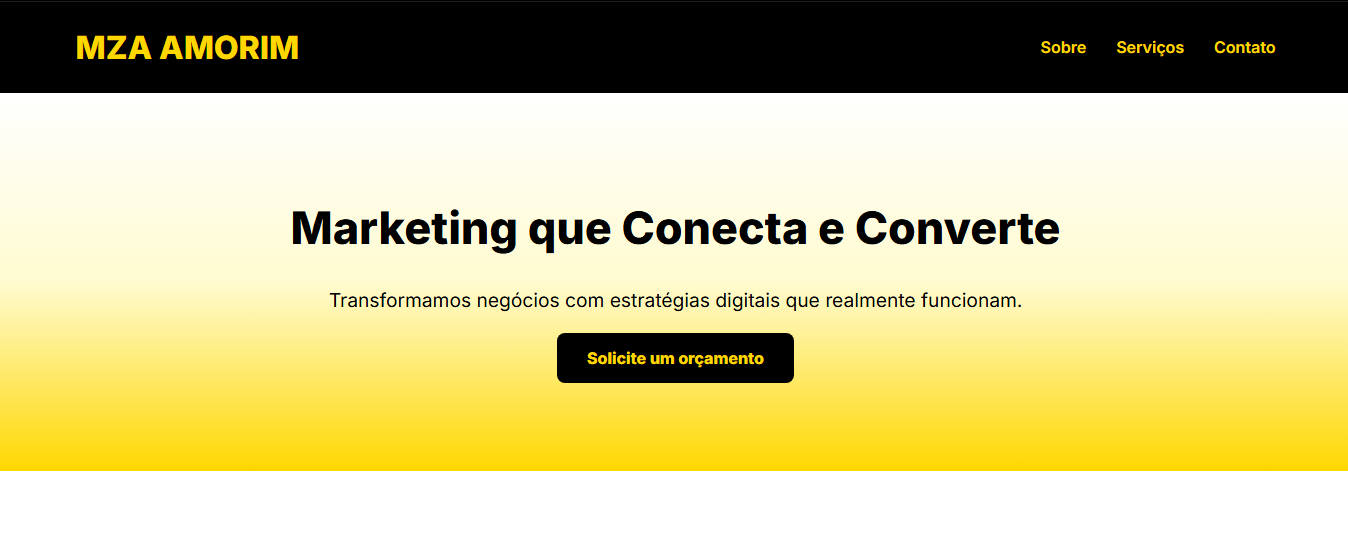 MZA AMORIM
Sobre Serviços Contato
Marketing que Conecta e Converte
Transformamos negócios com estratégias digitais que realmente funcionam.
Solicite um orçamento